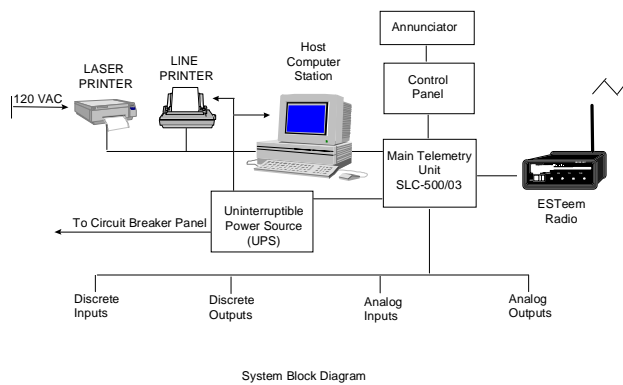 Annunciator
Host
Computer
Station
LINE
PRINTER
LASER
PRINTER
Control
Panel
120 VAC
Main Telemetry
Unit
SLC-500/03
ESTeem
Radio
Uninterruptible
Power Source
(UPS)
To Circuit Breaker Panel
Discrete
Inputs
Discrete
Outputs
Analog
Inputs
Analog
Outputs
System Block Diagram